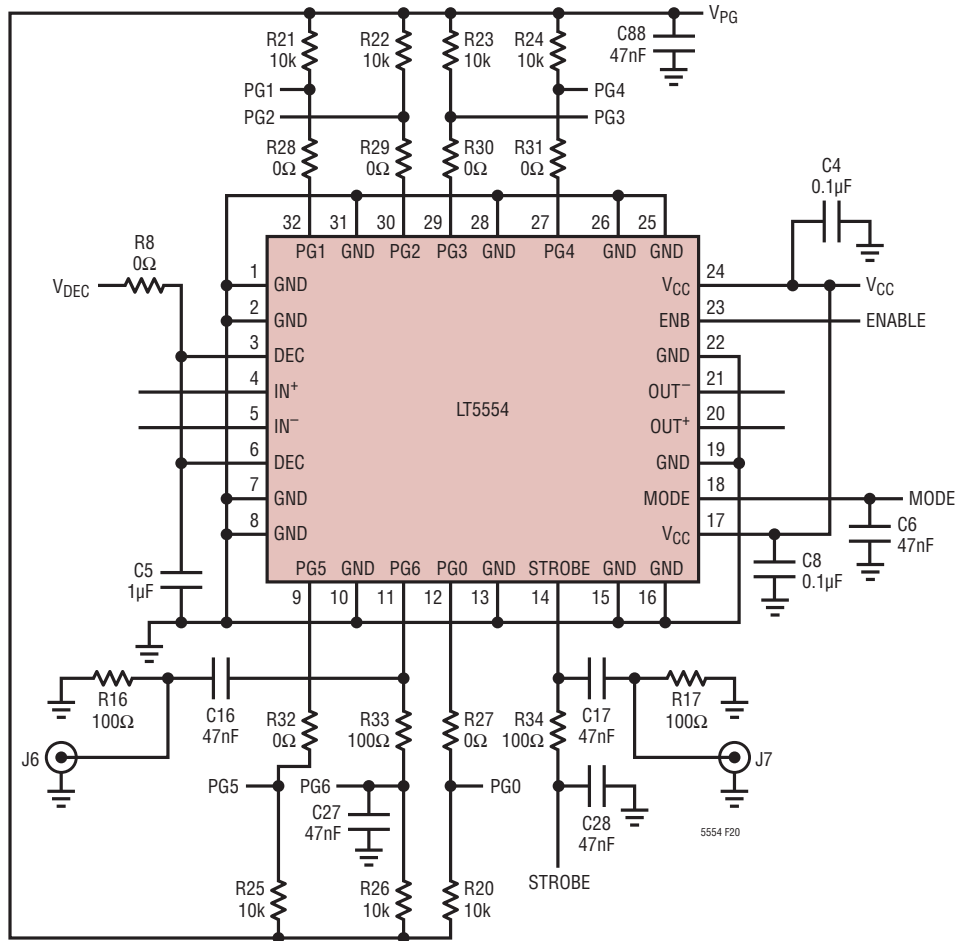 V_PG
R21
10k
R22
10k
R23
10k
R24
10k
C88
47nF
PG1
PG4
PG2
PG3
R28
0Ω
R29
0Ω
R30
0Ω
R31
0Ω
C4
0.1µF
32
31
30
29
28
27
26
25
PG1
GND
PG2
PG3
GND
PG4
GND
GND
R8
0Ω
V_DEC
1
GND
2
GND
3
DEC
4
IN⁺
5
IN⁻
6
DEC
7
GND
8
GND
LT5554
V_CC
24
V_CC
ENB
23
ENABLE
GND
22
OUT⁻
21
OUT⁺
20
GND
19
MODE
18
MODE
V_CC
17
C6
47nF
C8
0.1µF
C5
1µF
PG5
GND
PG6
PG0
GND
STROBE
GND
GND
9
10
11
12
13
14
15
16
R16
100Ω
C16
47nF
R32
0Ω
R33
100Ω
R27
0Ω
R34
100Ω
C17
47nF
R17
100Ω
J6
J7
PG5
PG6
PG0
C27
47nF
C28
47nF
5554 F20
STROBE
R25
10k
R26
10k
R20
10k